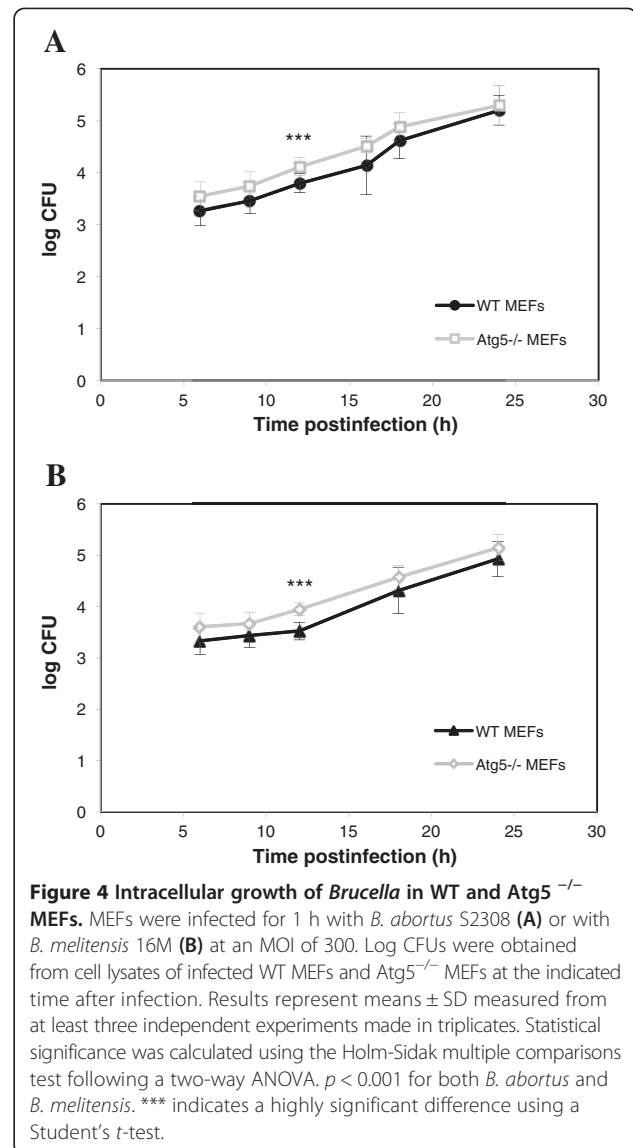 A
6
5
4
3
2
1
0
log CFU
***
WT MEFs
Atg5-/- MEFs
0 5 10 15 20 25 30
Time postinfection (h)
B
6
5
4
3
2
1
0
log CFU
***
WT MEFs
Atg5-/- MEFs
0 5 10 15 20 25 30
Time postinfection (h)
Figure 4 Intracellular growth of Brucella in WT and Atg5 −/−
MEFs. MEFs were infected for 1 h with B. abortus S2308 (A) or with
B. melitensis 16M (B) at an MOI of 300. Log CFUs were obtained
from cell lysates of infected WT MEFs and Atg5−/− MEFs at the indicated
time after infection. Results represent means ± SD measured from
at least three independent experiments made in triplicates. Statistical
significance was calculated using the Holm-Sidak multiple comparisons
test following a two-way ANOVA. p < 0.001 for both B. abortus and
B. melitensis. *** indicates a highly significant difference using a
Student's t-test.